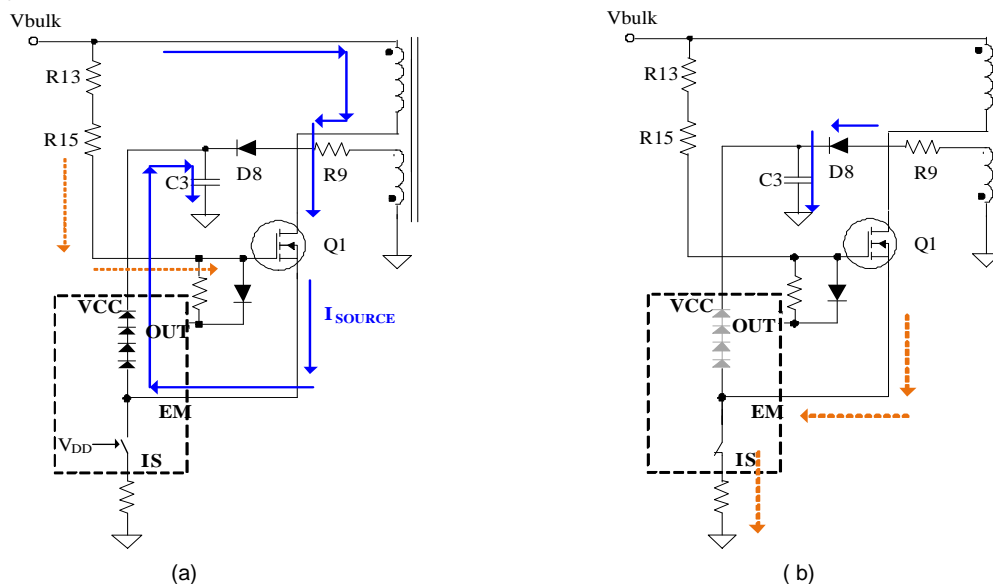 Vbulk
R13
R15
C3
D8
R9
Q1
VCC
OUT
I SOURCE
EM
VDD
IS
(a)
Vbulk
R13
R15
C3
D8
R9
Q1
VCC
OUT
EM
IS
( b)